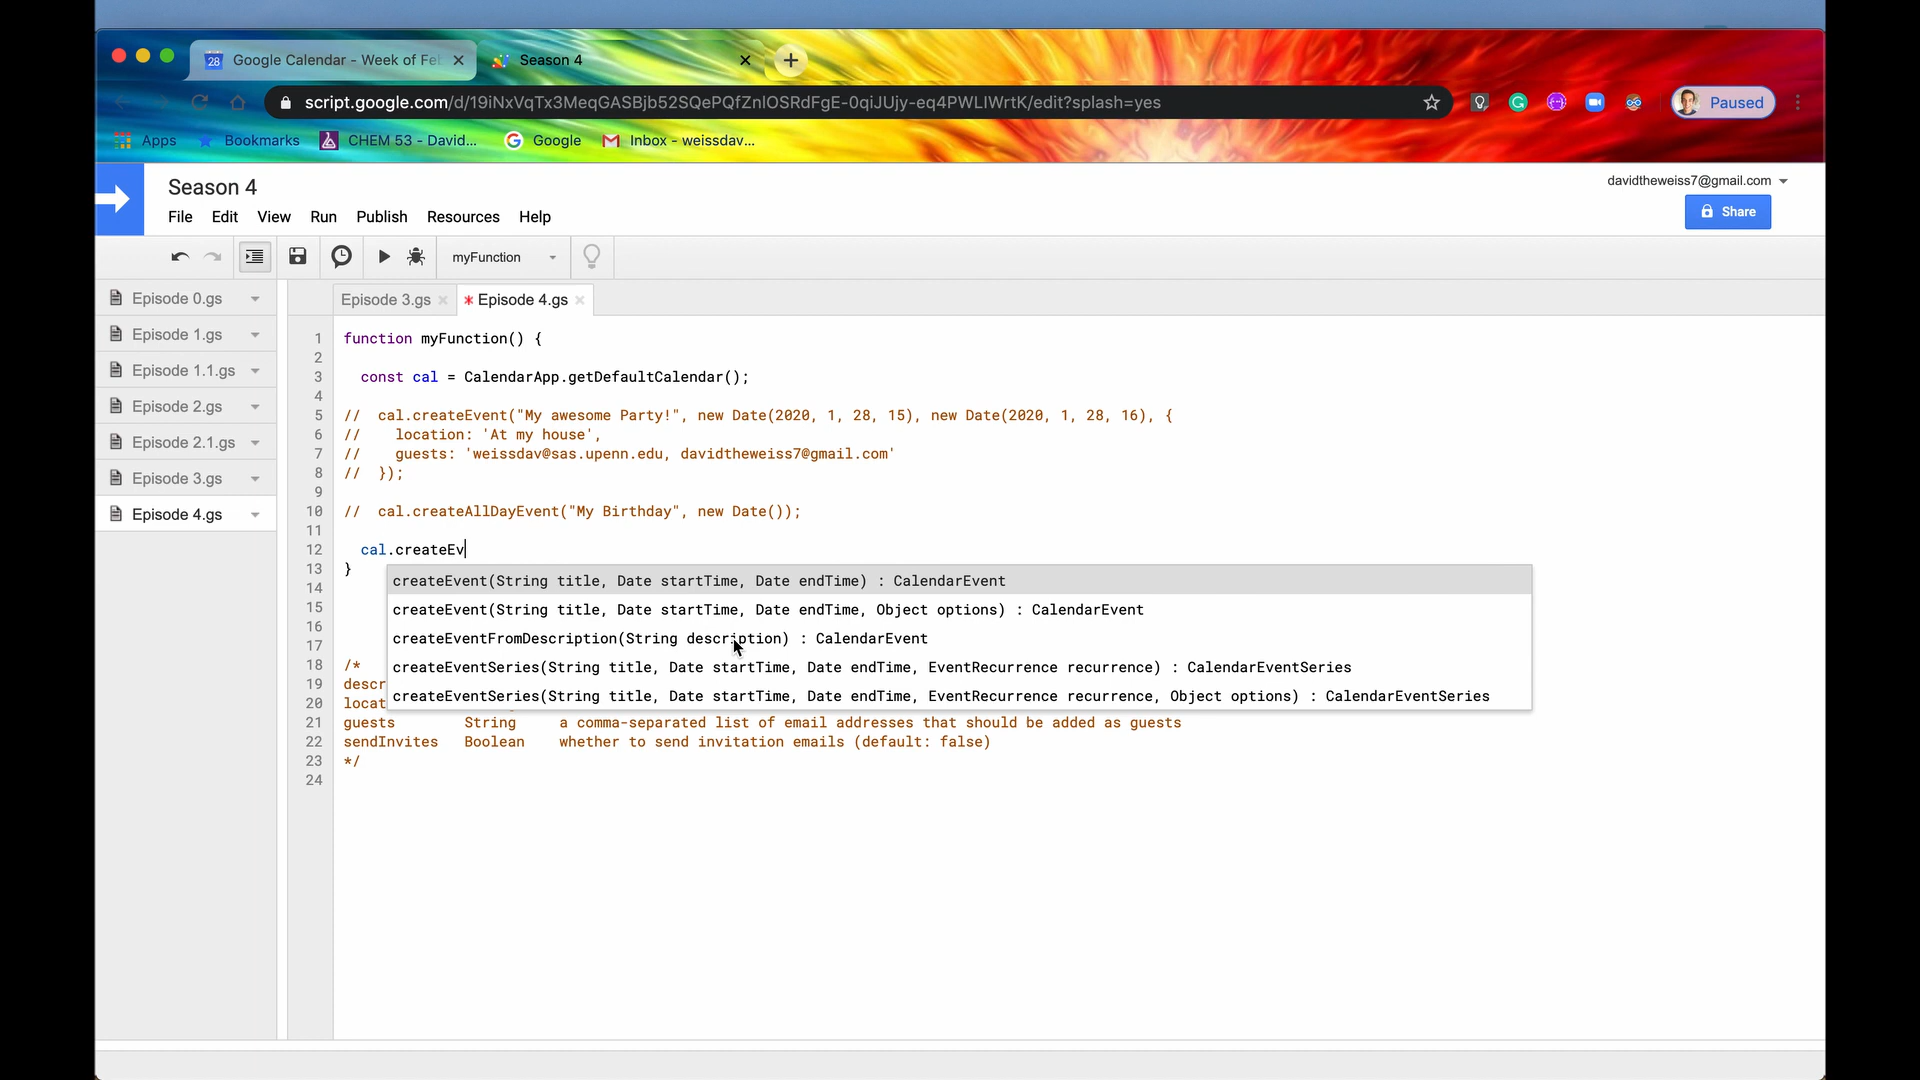 28 Google Calendar - Week of Feb
Season 4
script.google.com/d/19iNxVqTx3MeqGASBjb52SQePQfZnlOSRdFgE-0qiJUjy-eq4PWLIWrtK/edit?splash=yes
Paused
Apps Bookmarks CHEM 53 - David... Google Inbox - weissdav...
Season 4
davidtheweiss7@gmail.com
File Edit View Run Publish Resources Help
Share
myFunction
Episode 0.gs
Episode 1.gs
Episode 1.1.gs
Episode 2.gs
Episode 2.1.gs
Episode 3.gs
Episode 4.gs
Episode 3.gs * Episode 4.gs
1 function myFunction() {
2
3 const cal = CalendarApp.getDefaultCalendar();
4
5 // cal.createEvent("My awesome Party!", new Date(2020, 1, 28, 15), new Date(2020, 1, 28, 16), {
6 // location: 'At my house',
7 // guests: 'weissdav@sas.upenn.edu, davidtheweiss7@gmail.com'
8 // });
9
10 // cal.createAllDayEvent("My Birthday", new Date());
11
12 cal.createEv
13 }
createEvent(String title, Date startTime, Date endTime) : CalendarEvent
createEvent(String title, Date startTime, Date endTime, Object options) : CalendarEvent
createEventFromDescription(String description) : CalendarEvent
createEventSeries(String title, Date startTime, Date endTime, EventRecurrence recurrence) : CalendarEventSeries
createEventSeries(String title, Date startTime, Date endTime, EventRecurrence recurrence, Object options) : CalendarEventSeries
14
15
16
17
18 /*
19 descr
20 locat
21 guests String a comma-separated list of email addresses that should be added as guests
22 sendInvites Boolean whether to send invitation emails (default: false)
23 */
24